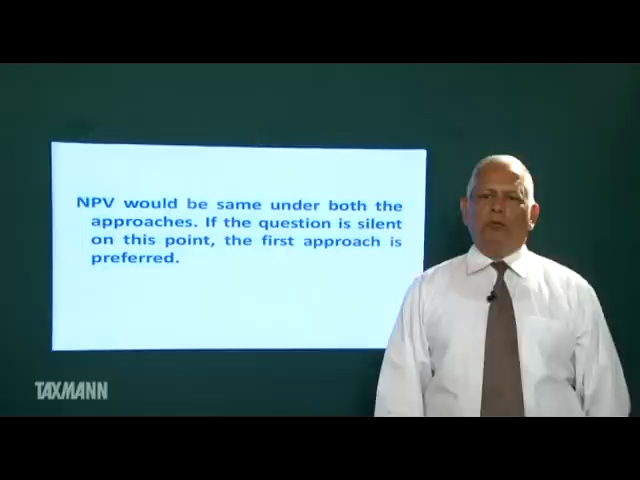 NPV would be same under both the
approaches. If the question is silent
on this point, the first approach is
preferred.
TAXMANN